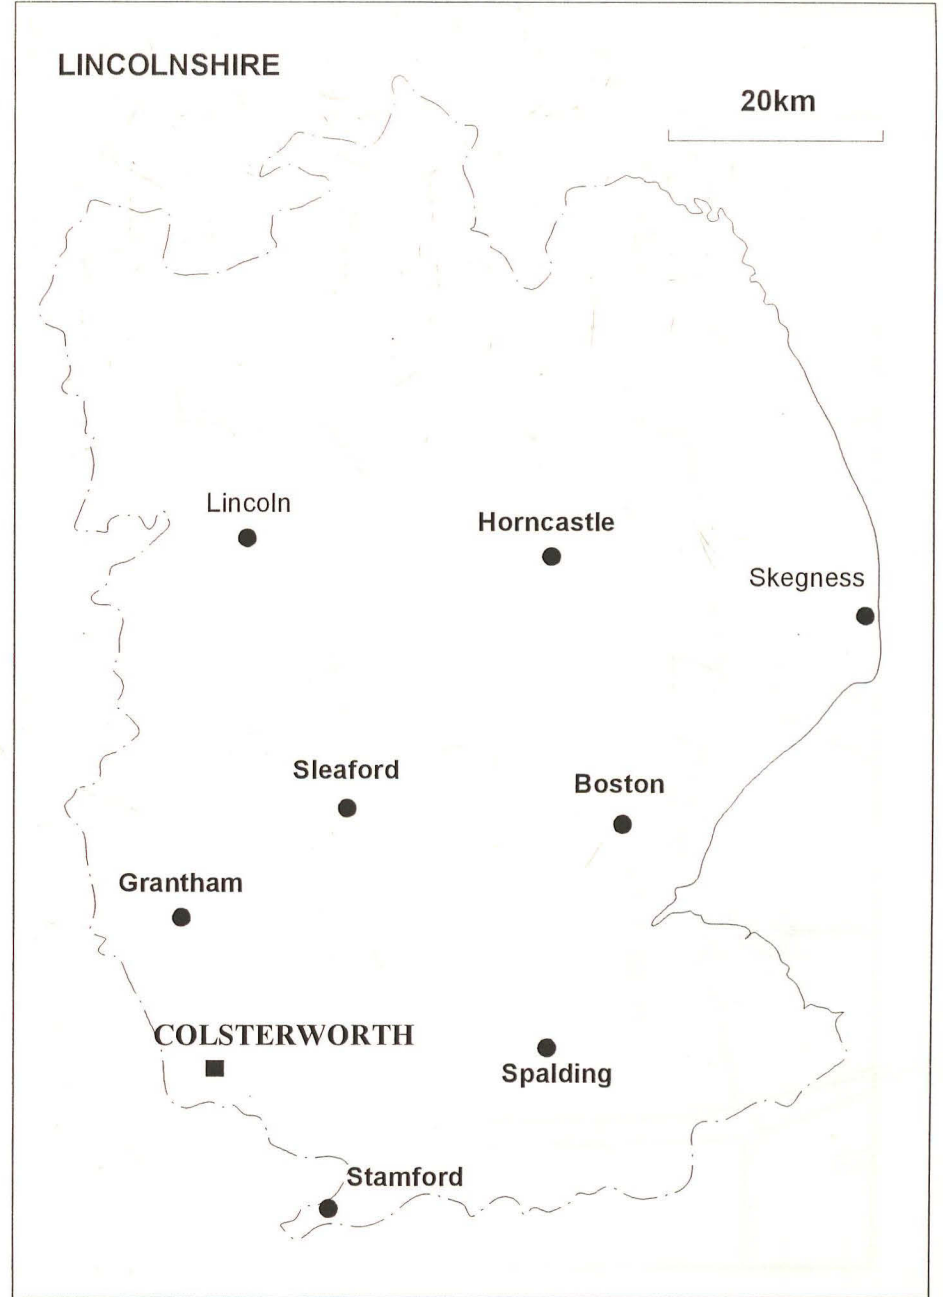 LINCOLNSHIRE
20km
Lincoln
Horncastle
Skegness
Sleaford
Boston
Grantham
COLSTERWORTH
Spalding
Stamford